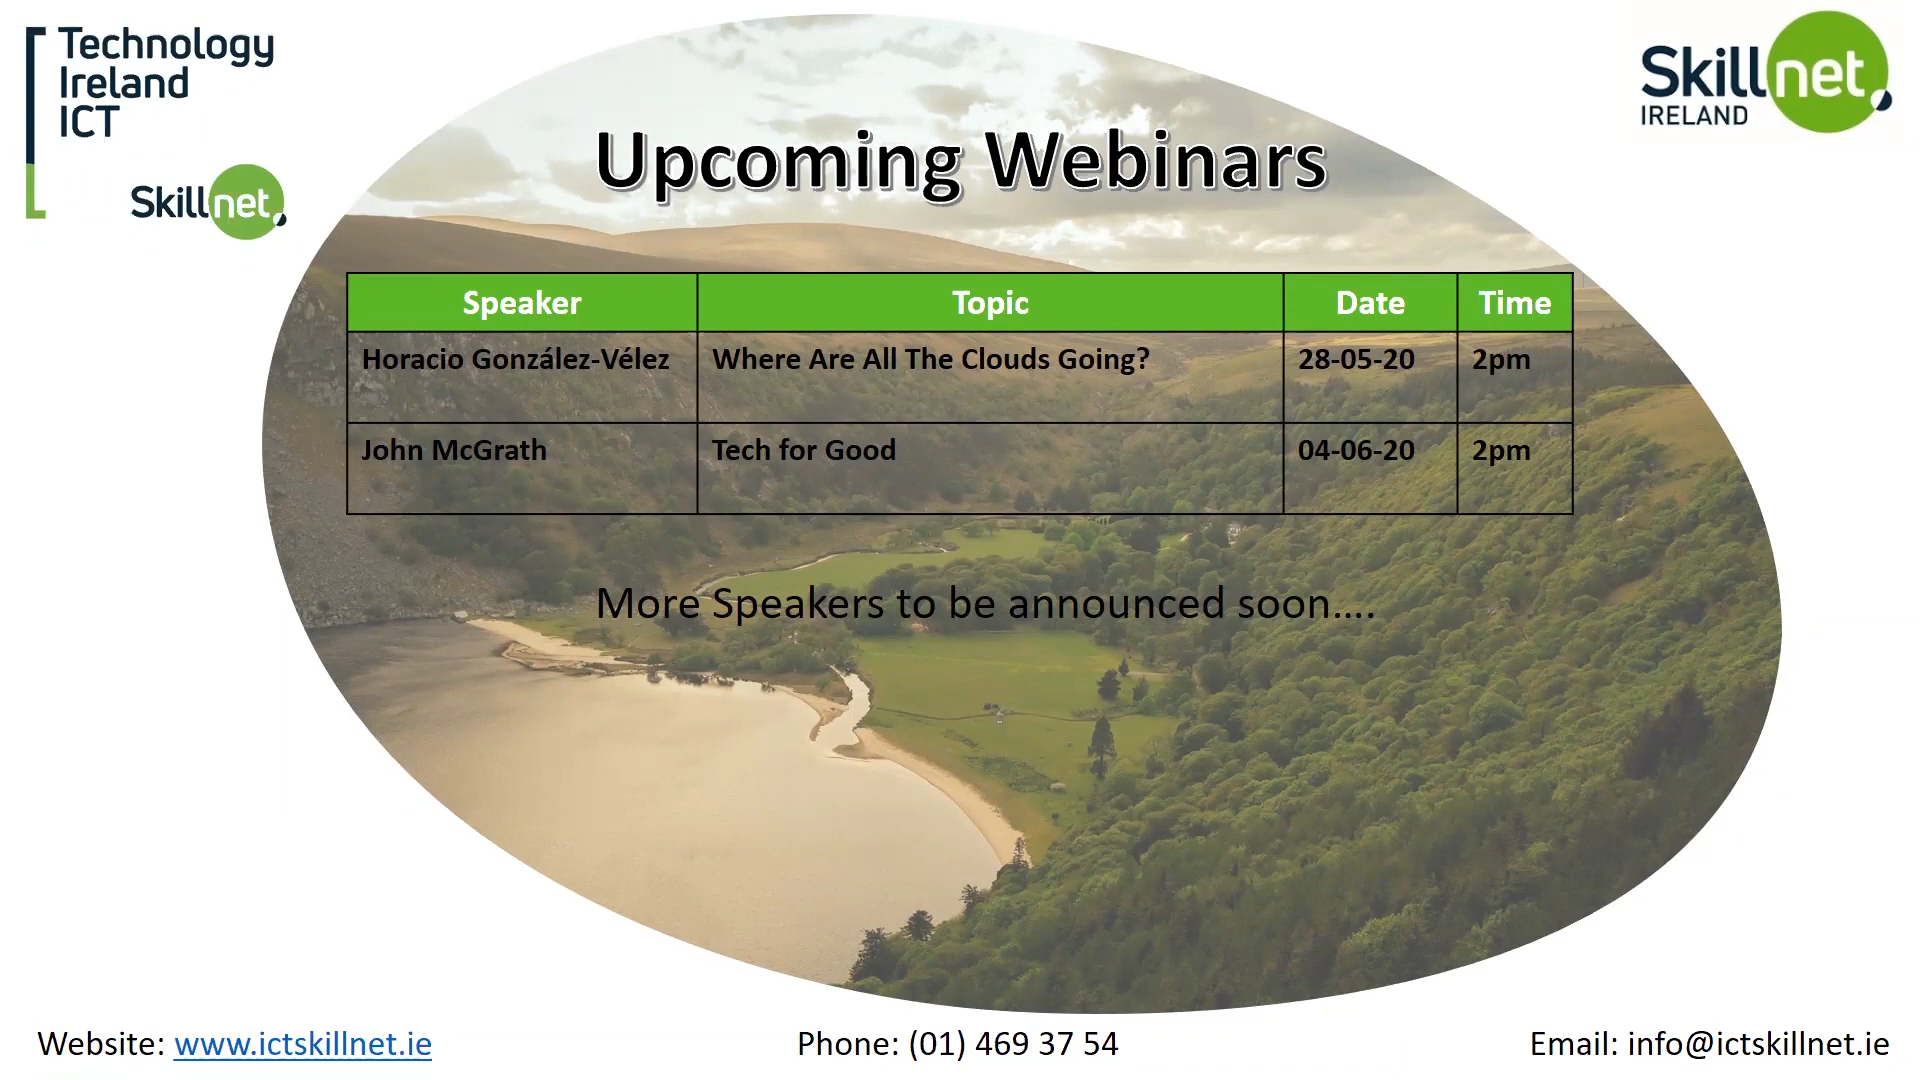 Technology
Ireland
ICT
Skillnet
Skillnet
IRELAND
Upcoming Webinars
Speaker Topic Date Time
Horacio González-Vélez Where Are All The Clouds Going? 28-05-20 2pm
John McGrath Tech for Good 04-06-20 2pm
More Speakers to be announced soon….
Website: www.ictskillnet.ie Phone: (01) 469 37 54 Email: info@ictskillnet.ie